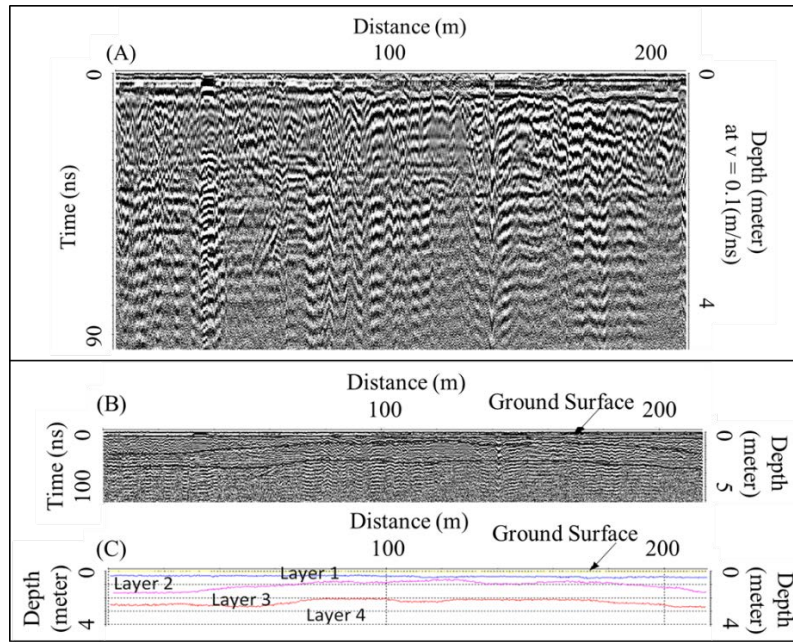 Distance (m)
(A)
100
200
0
0
Time (ns)
Depth (meter)
at v = 0.1(m/ns)
4
90
Distance (m)
(B)
100
Ground Surface
200
0
0
Time (ns)
Depth
(meter)
100
5
Distance (m)
(C)
100
Ground Surface
200
0
0
Layer 1
Layer 2
Layer 3
Layer 4
Depth
(meter)
Depth
(meter)
4
4